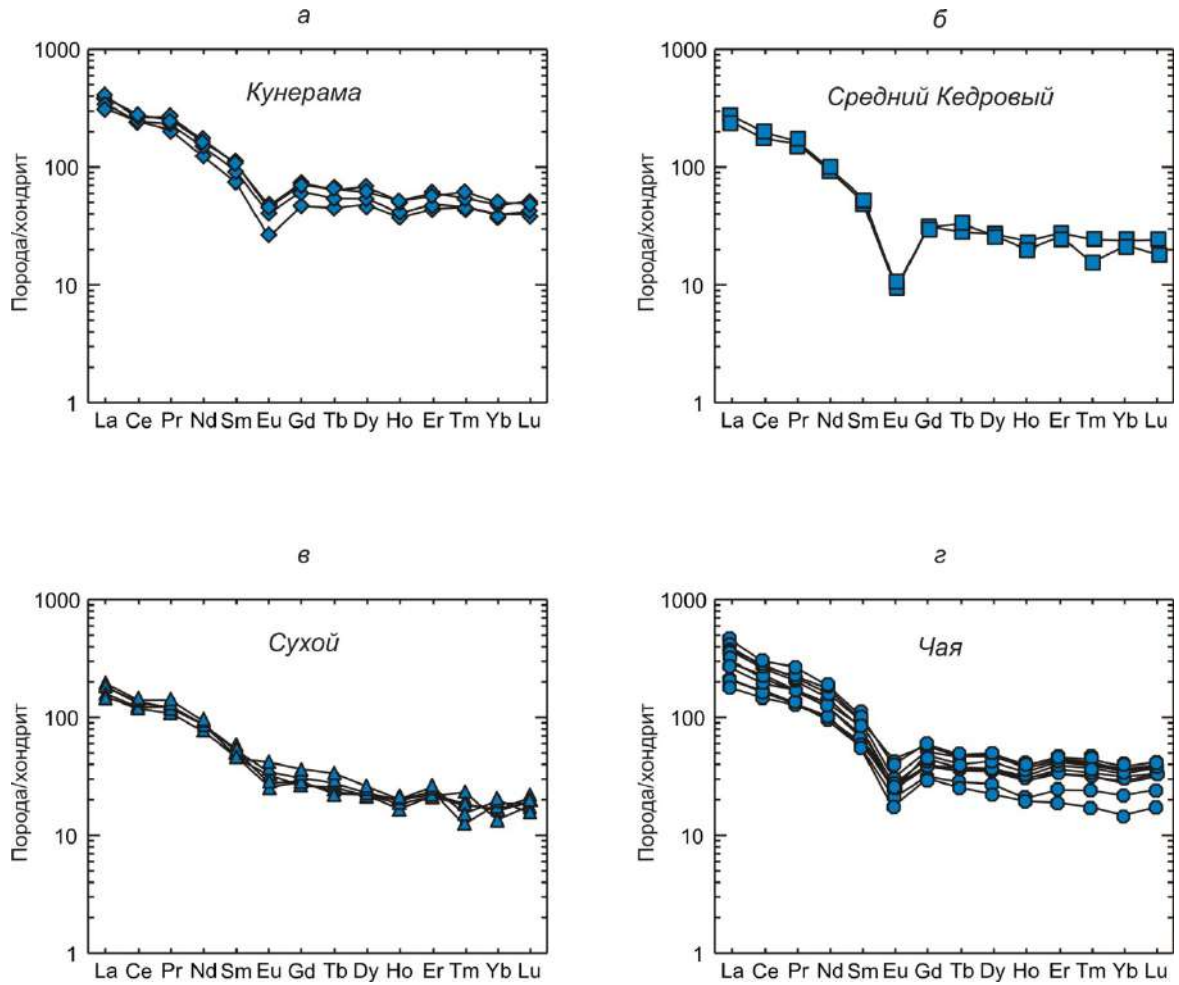 а
1000
100
10
1
Порода/хондрит
Кунерама
La Ce Pr Nd Sm Eu Gd Tb Dy Ho Er Tm Yb Lu
б
1000
100
10
1
Порода/хондрит
Средний Кедровый
La Ce Pr Nd Sm Eu Gd Tb Dy Ho Er Tm Yb Lu
в
1000
100
10
1
Порода/хондрит
Сухой
La Ce Pr Nd Sm Eu Gd Tb Dy Ho Er Tm Yb Lu
г
1000
100
10
1
Порода/хондрит
Чая
La Ce Pr Nd Sm Eu Gd Tb Dy Ho Er Tm Yb Lu